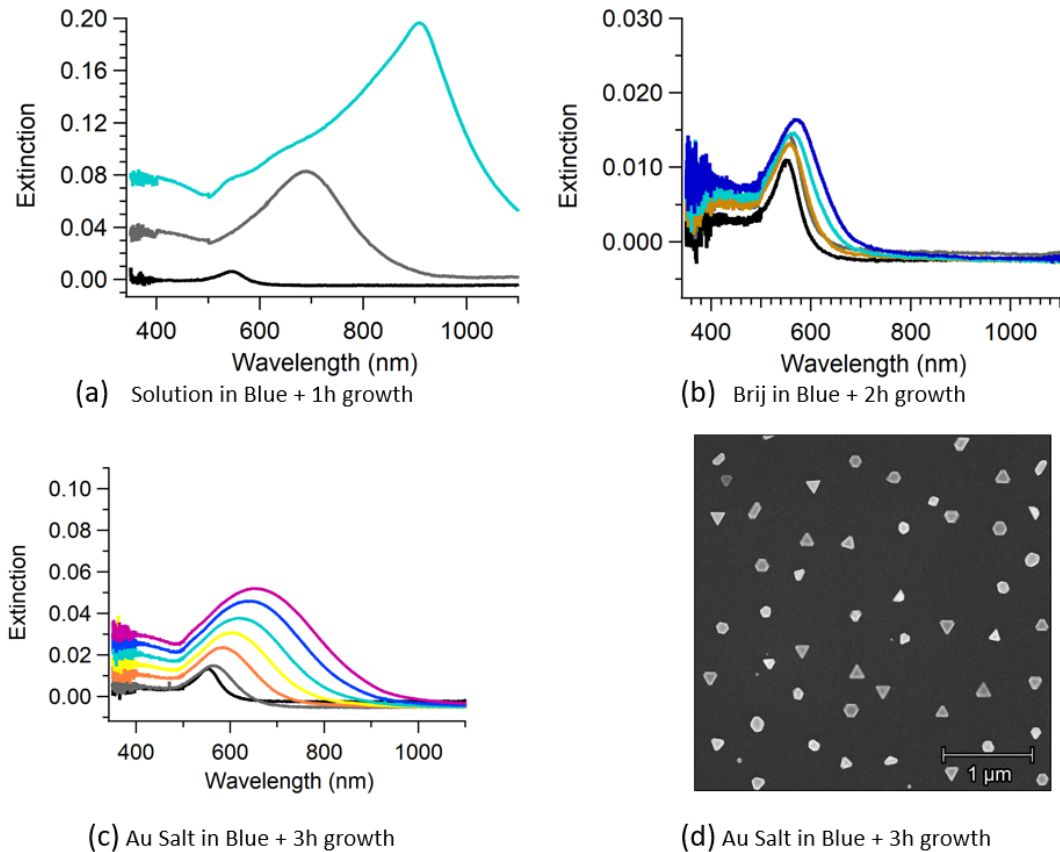 0.20
0.16
0.12
0.08
0.04
0.00
Extinction
400 600 800 1000
Wavelength (nm)
(a) Solution in Blue + 1h growth
0.030
0.020
0.010
0.000
Extinction
400 600 800 1000
Wavelength (nm)
(b) Brij in Blue + 2h growth
0.10
0.08
0.06
0.04
0.02
0.00
Extinction
400 600 800 1000
Wavelength (nm)
(c) Au Salt in Blue + 3h growth
1 µm
(d) Au Salt in Blue + 3h growth